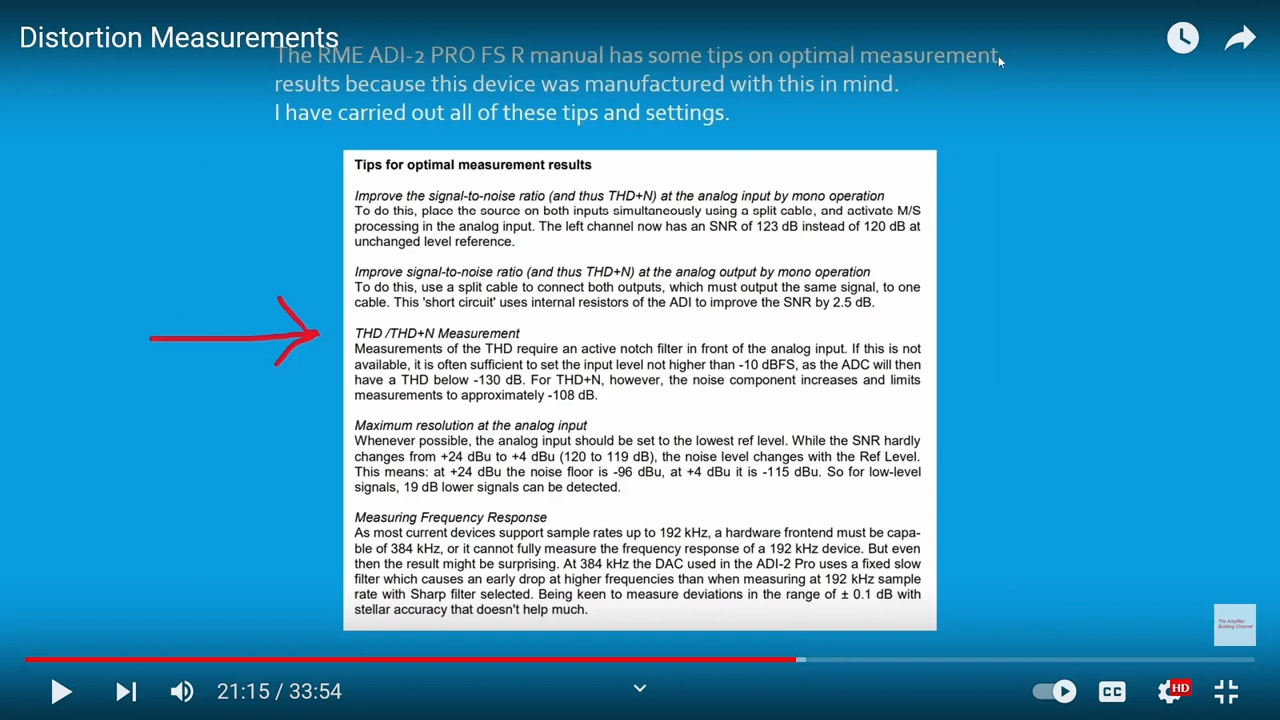 Distortion Measurements
The RME ADI-2 PRO FS R manual has some tips on optimal measurement
results because this device was manufactured with this in mind.
I have carried out all of these tips and settings.
Tips for optimal measurement results
Improve the signal-to-noise ratio (and thus THD+N) at the analog input by mono operation
To do this, place the source on both inputs simultaneously using a split cable, and activate M/S
processing in the analog input. The left channel now has an SNR of 123 dB instead of 120 dB at
unchanged level reference.
Improve signal-to-noise ratio (and thus THD+N) at the analog output by mono operation
To do this, use a split cable to connect both outputs, which must output the same signal, to one
cable. This 'short circuit' uses internal resistors of the ADI to improve the SNR by 2.5 dB.
THD /THD+N Measurement
Measurements of the THD require an active notch filter in front of the analog input. If this is not
available, it is often sufficient to set the input level not higher than -10 dBFS, as the ADC will then
have a THD below -130 dB. For THD+N, however, the noise component increases and limits
measurements to approximately -108 dB.
Maximum resolution at the analog input
Whenever possible, the analog input should be set to the lowest ref level. While the SNR hardly
changes from +24 dBu to +4 dBu (120 to 119 dB), the noise level changes with the Ref Level.
This means: at +24 dBu the noise floor is -96 dBu, at +4 dBu it is -115 dBu. So for low-level
signals, 19 dB lower signals can be detected.
Measuring Frequency Response
As most current devices support sample rates up to 192 kHz, a hardware frontend must be capa-
ble of 384 kHz, or it cannot fully measure the frequency response of a 192 kHz device. But even
then the result might be surprising. At 384 kHz the DAC used in the ADI-2 Pro uses a fixed slow
filter which causes an early drop at higher frequencies than when measuring at 192 kHz sample
rate with Sharp filter selected. Being keen to measure deviations in the range of ± 0.1 dB with
stellar accuracy that doesn't help much.
The Amplifier
Building Channel
21:15 / 33:54
CC
HD